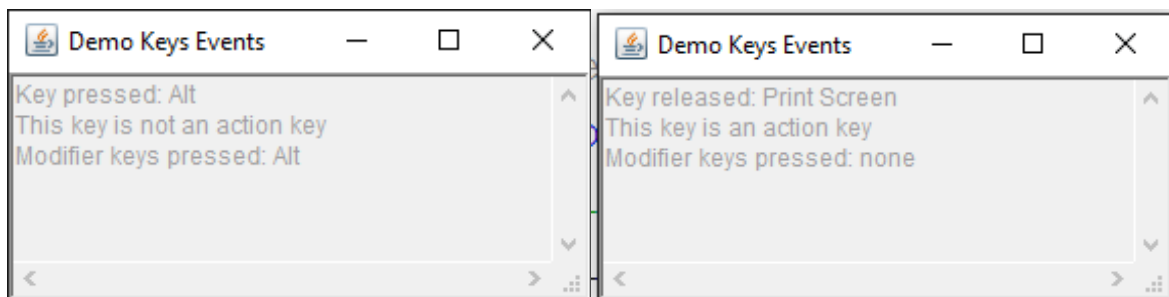 Demo Keys Events
Key pressed: Alt
This key is not an action key
Modifier keys pressed: Alt
Demo Keys Events
Key released: Print Screen
This key is an action key
Modifier keys pressed: none